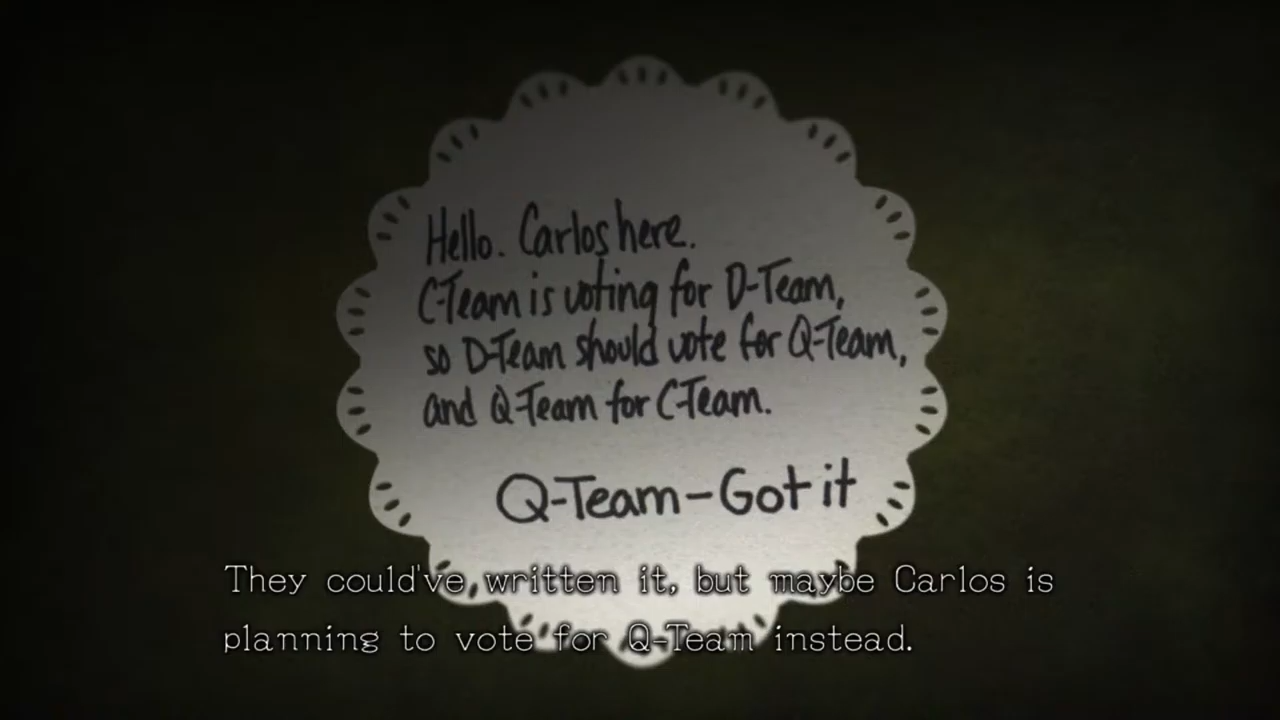 Hello. Carlos here.
C-Team is voting for D-Team,
so D-Team should vote for Q-Team,
and Q-Team for C-Team.
Q-Team-Got it
They could've written it, but maybe Carlos is
planning to vote for Q-Team instead.